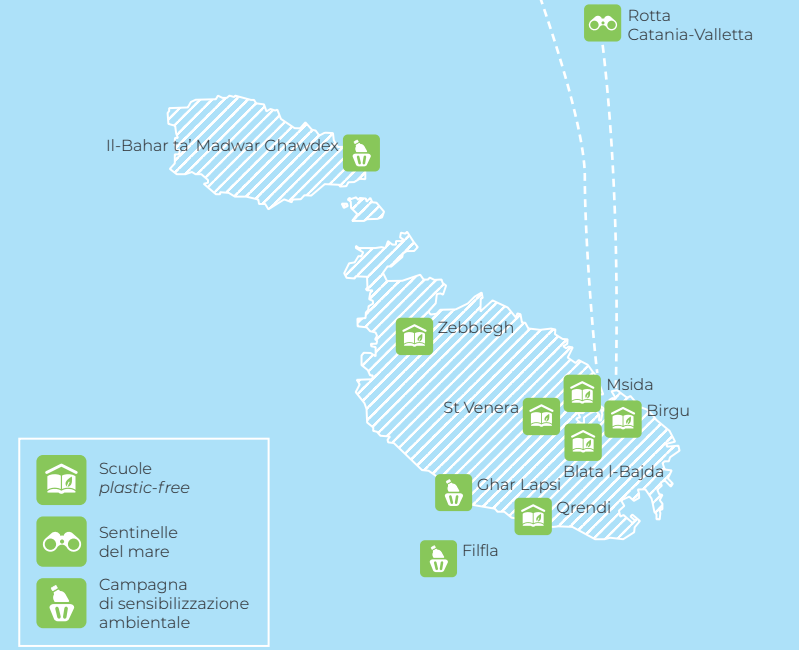 Rotta
Catania-Valletta
Il-Bahar ta' Madwar Ghawdex
Zebbiegh
Msida
St Venera
Birgu
Blata l-Bajda
Ghar Lapsi
Qrendi
Filfla
Scuole
plastic-free
Sentinelle
del mare
Campagna
di sensibilizzazione
ambientale